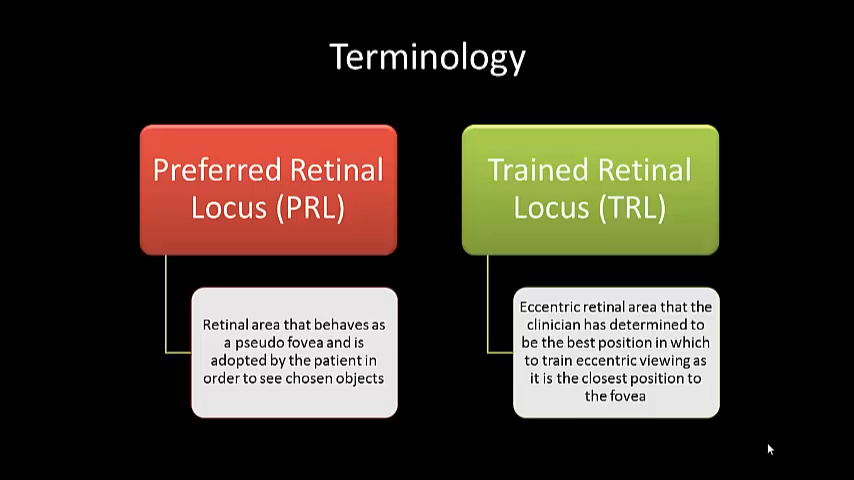 Terminology
Preferred Retinal
Locus (PRL)
Retinal area that behaves as
a pseudo fovea and is
adopted by the patient in
order to see chosen objects
Trained Retinal
Locus (TRL)
Eccentric retinal area that the
clinician has determined to
be the best position in which
to train eccentric viewing as
it is the closest position to
the fovea